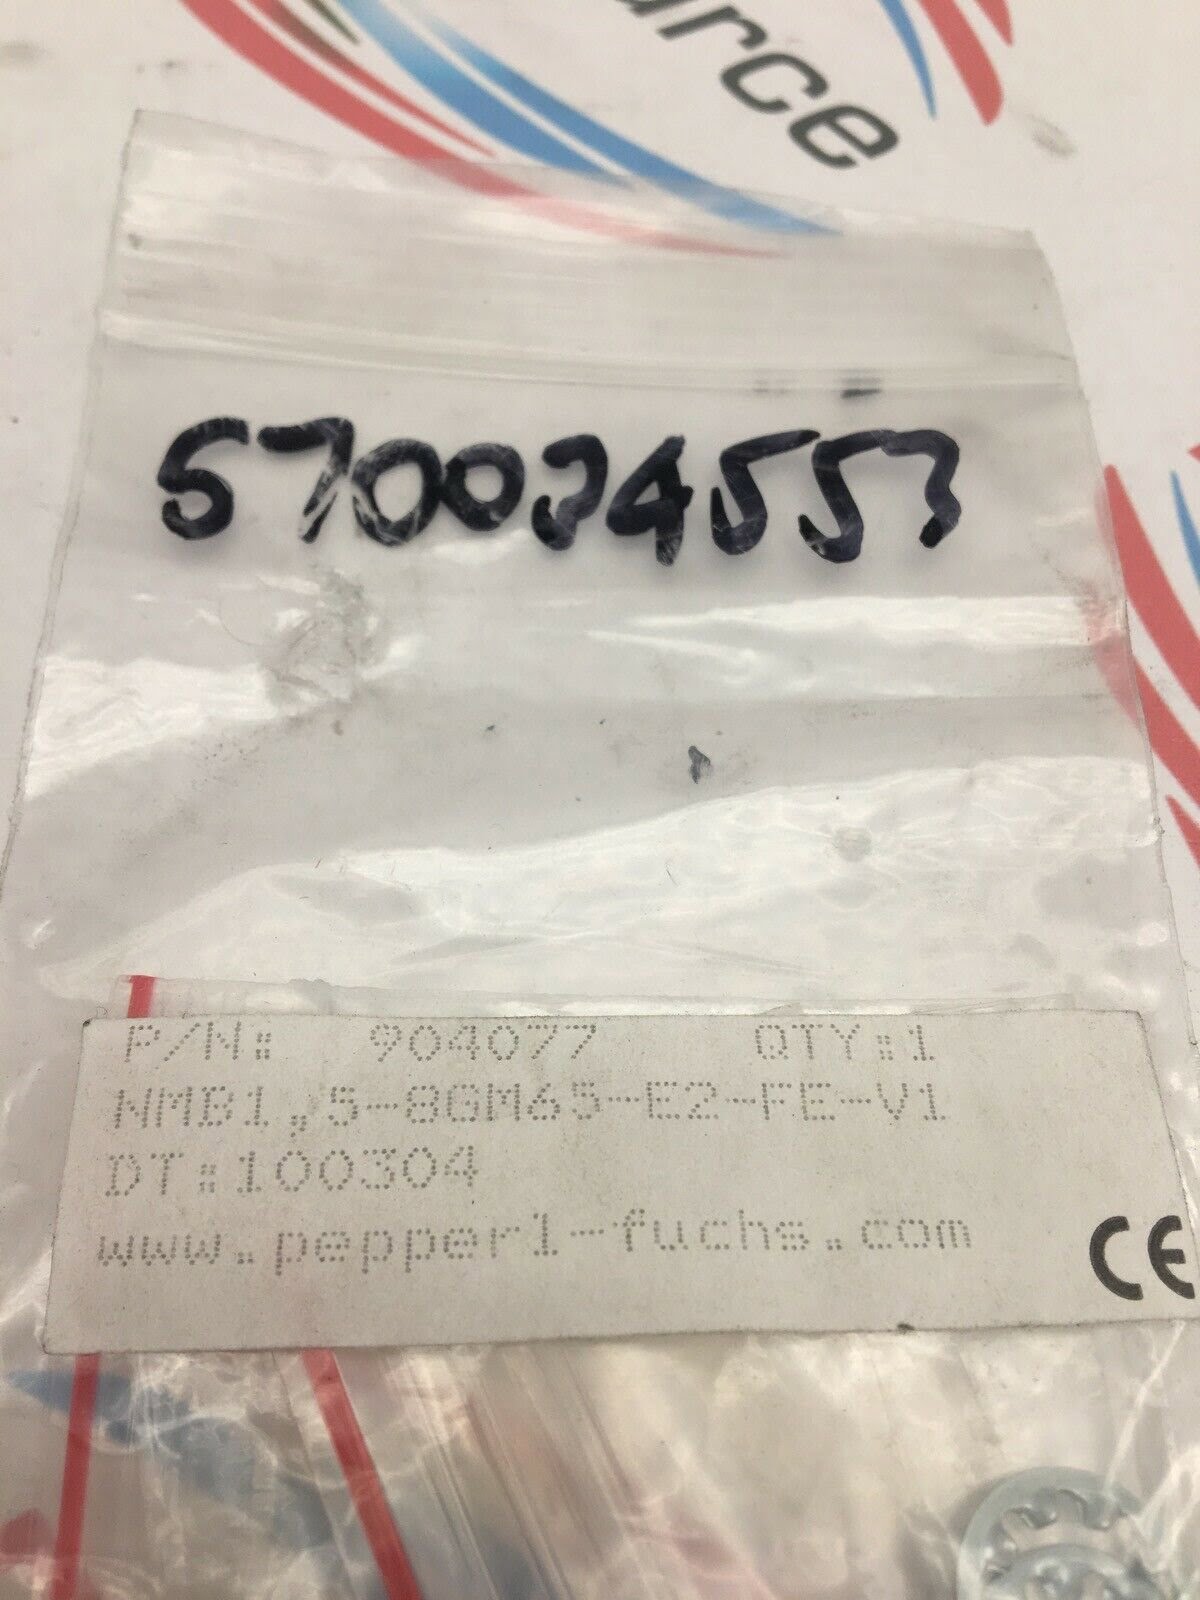 570034553
P/N: 904077 QTY:1
NMB1,5-8GM65-E2-FE-V1
DT:100304
www.pepperl-fuchs.com
CE